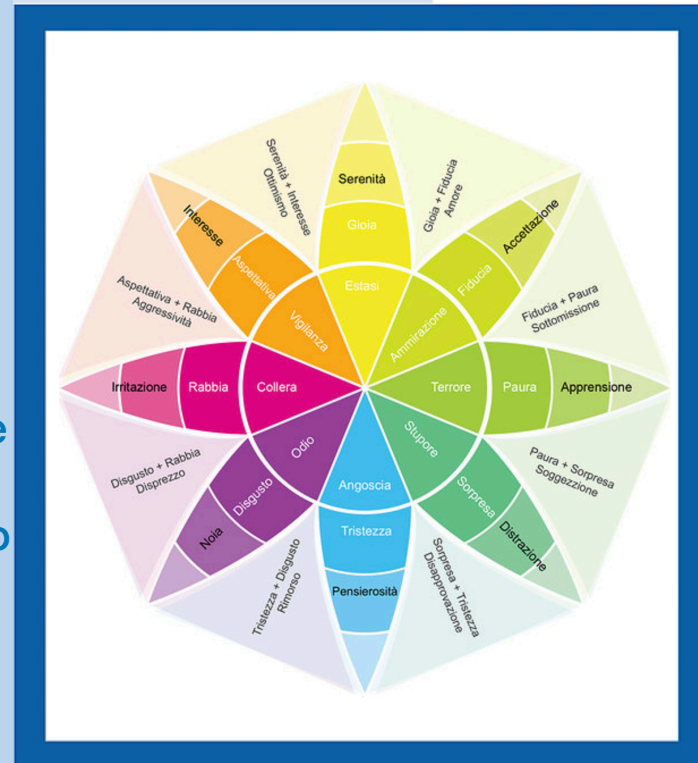 Serenità + Interesse
Ottimismo
Serenità
Gioia
Estasi
Gioia + Fiducia
Amore
Accettazione
Fiducia
Ammirazione
Fiducia + Paura
Sottomissione
Interesse
Aspettativa
Vigilanza
Aspettativa + Rabbia
Aggressività
Irritazione
Rabbia
Collera
Terrore
Paura
Apprensione
Paura + Sorpresa
Soggezzione
Stupore
Sorpresa
Distrazione
Sorpresa + Tristezza
Disapprovazione
Angoscia
Tristezza
Pensierosità
Tristezza + Disgusto
Rimorso
Odio
Disgusto
Noia
Disgusto + Rabbia
Disprezzo
e
o